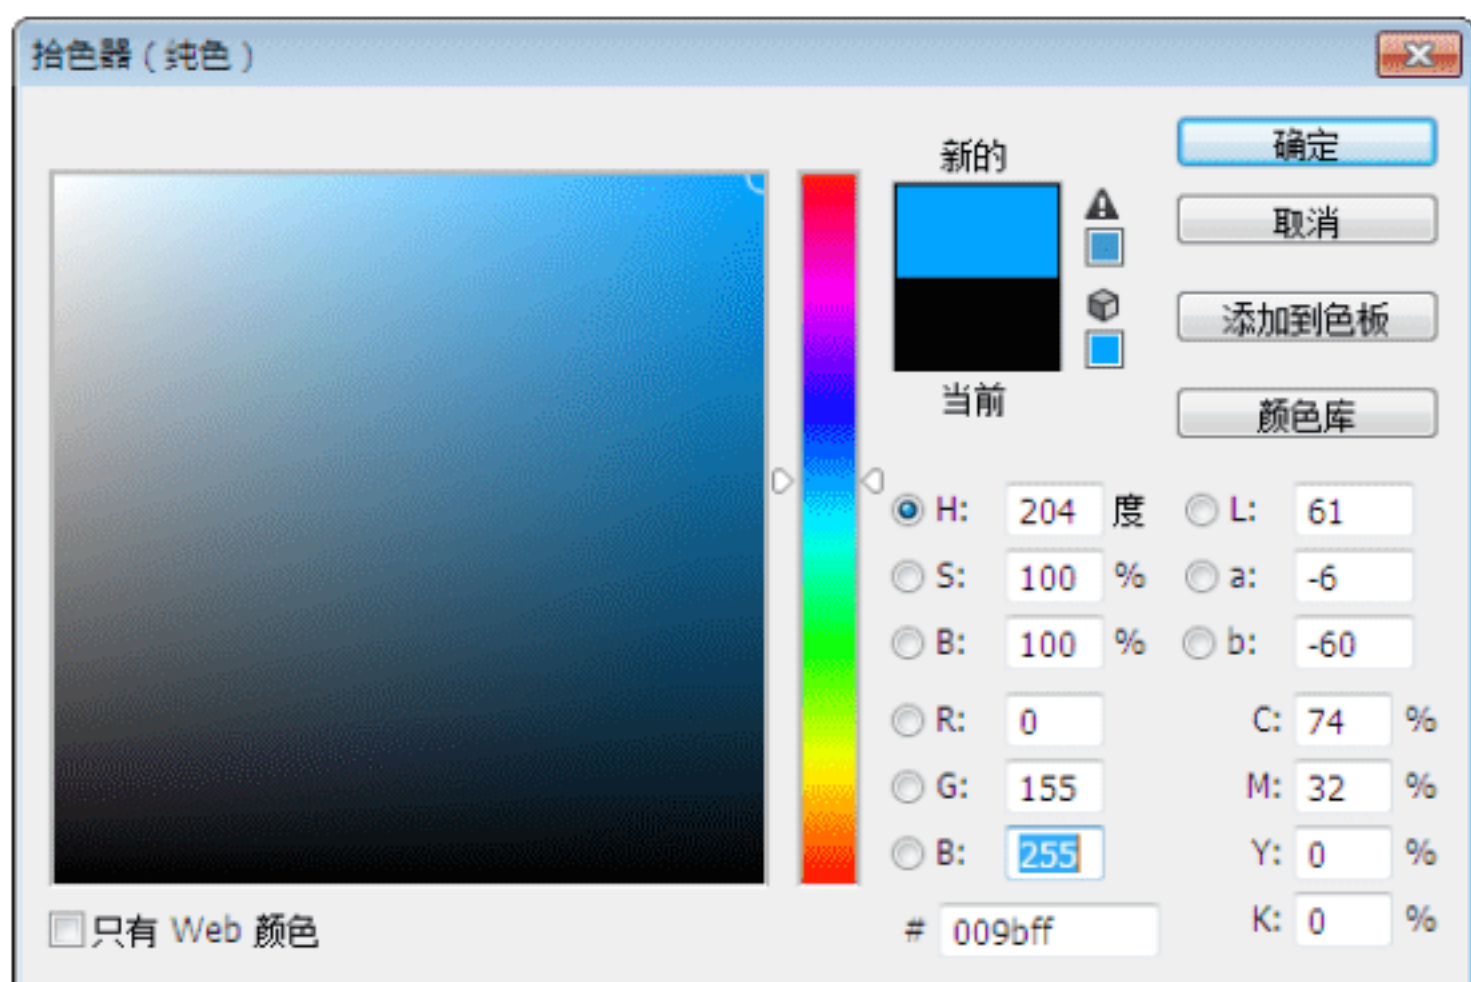 拾色器（纯色）
新的
当前
确定
取消
添加到色板
颜色库
H: 204 度
S: 100 %
B: 100 %
R: 0
G: 155
B: 255
# 009bff
L: 61
a: -6
b: -60
C: 74 %
M: 32 %
Y: 0 %
K: 0 %
只有 Web 颜色